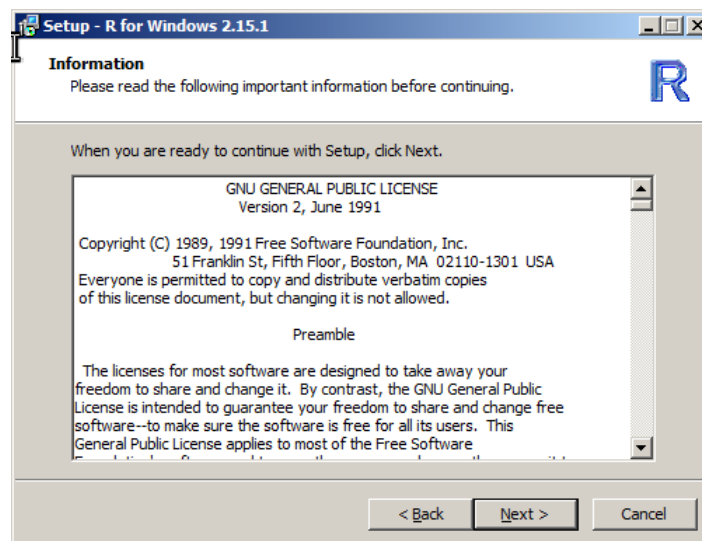 Setup - R for Windows 2.15.1
Information
Please read the following important information before continuing.
R
When you are ready to continue with Setup, click Next.
GNU GENERAL PUBLIC LICENSE
Version 2, June 1991
Copyright (C) 1989, 1991 Free Software Foundation, Inc.
51 Franklin St, Fifth Floor, Boston, MA 02110-1301 USA
Everyone is permitted to copy and distribute verbatim copies
of this license document, but changing it is not allowed.
Preamble
The licenses for most software are designed to take away your
freedom to share and change it. By contrast, the GNU General Public
License is intended to guarantee your freedom to share and change free
software--to make sure the software is free for all its users. This
General Public License applies to most of the Free Software
< Back Next > Cancel